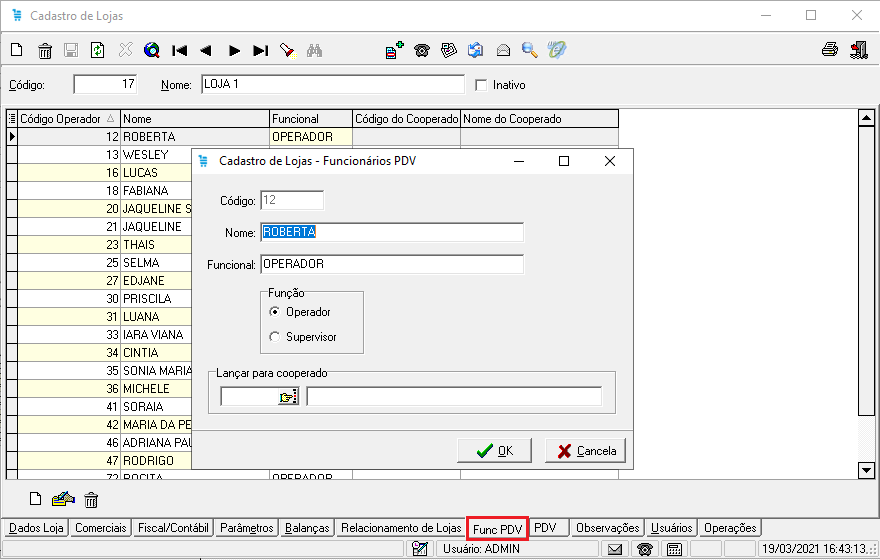 Cadastro de Lojas
Código: 17 Nome: LOJA 1 Inativo
Código Operador Nome Funcional Código do Cooperado Nome do Cooperado
12 ROBERTA OPERADOR
13 WESLEY
16 LUCAS
18 FABIANA
20 JAQUELINE S
21 JAQUELINE
23 THAIS
25 SELMA
27 EDJANE
30 PRISCILA
31 LUANA
33 IARA VIANA
34 CINTIA
35 SONIA MARIA
36 MICHELE
41 SORAIA
42 MARIA DA PE
46 ADRIANA PAU
47 RODRIGO
Cadastro de Lojas - Funcionários PDV
Código: 12
Nome: ROBERTA
Funcional: OPERADOR
Função
Operador
Supervisor
Lançar para cooperado
OK Cancela
Dados Loja Comerciais Fiscal/Contábil Parâmetros Balanças Relacionamento de Lojas Func PDV PDV Observações Usuários Operações
Usuário: ADMIN 19/03/2021 16:43:13